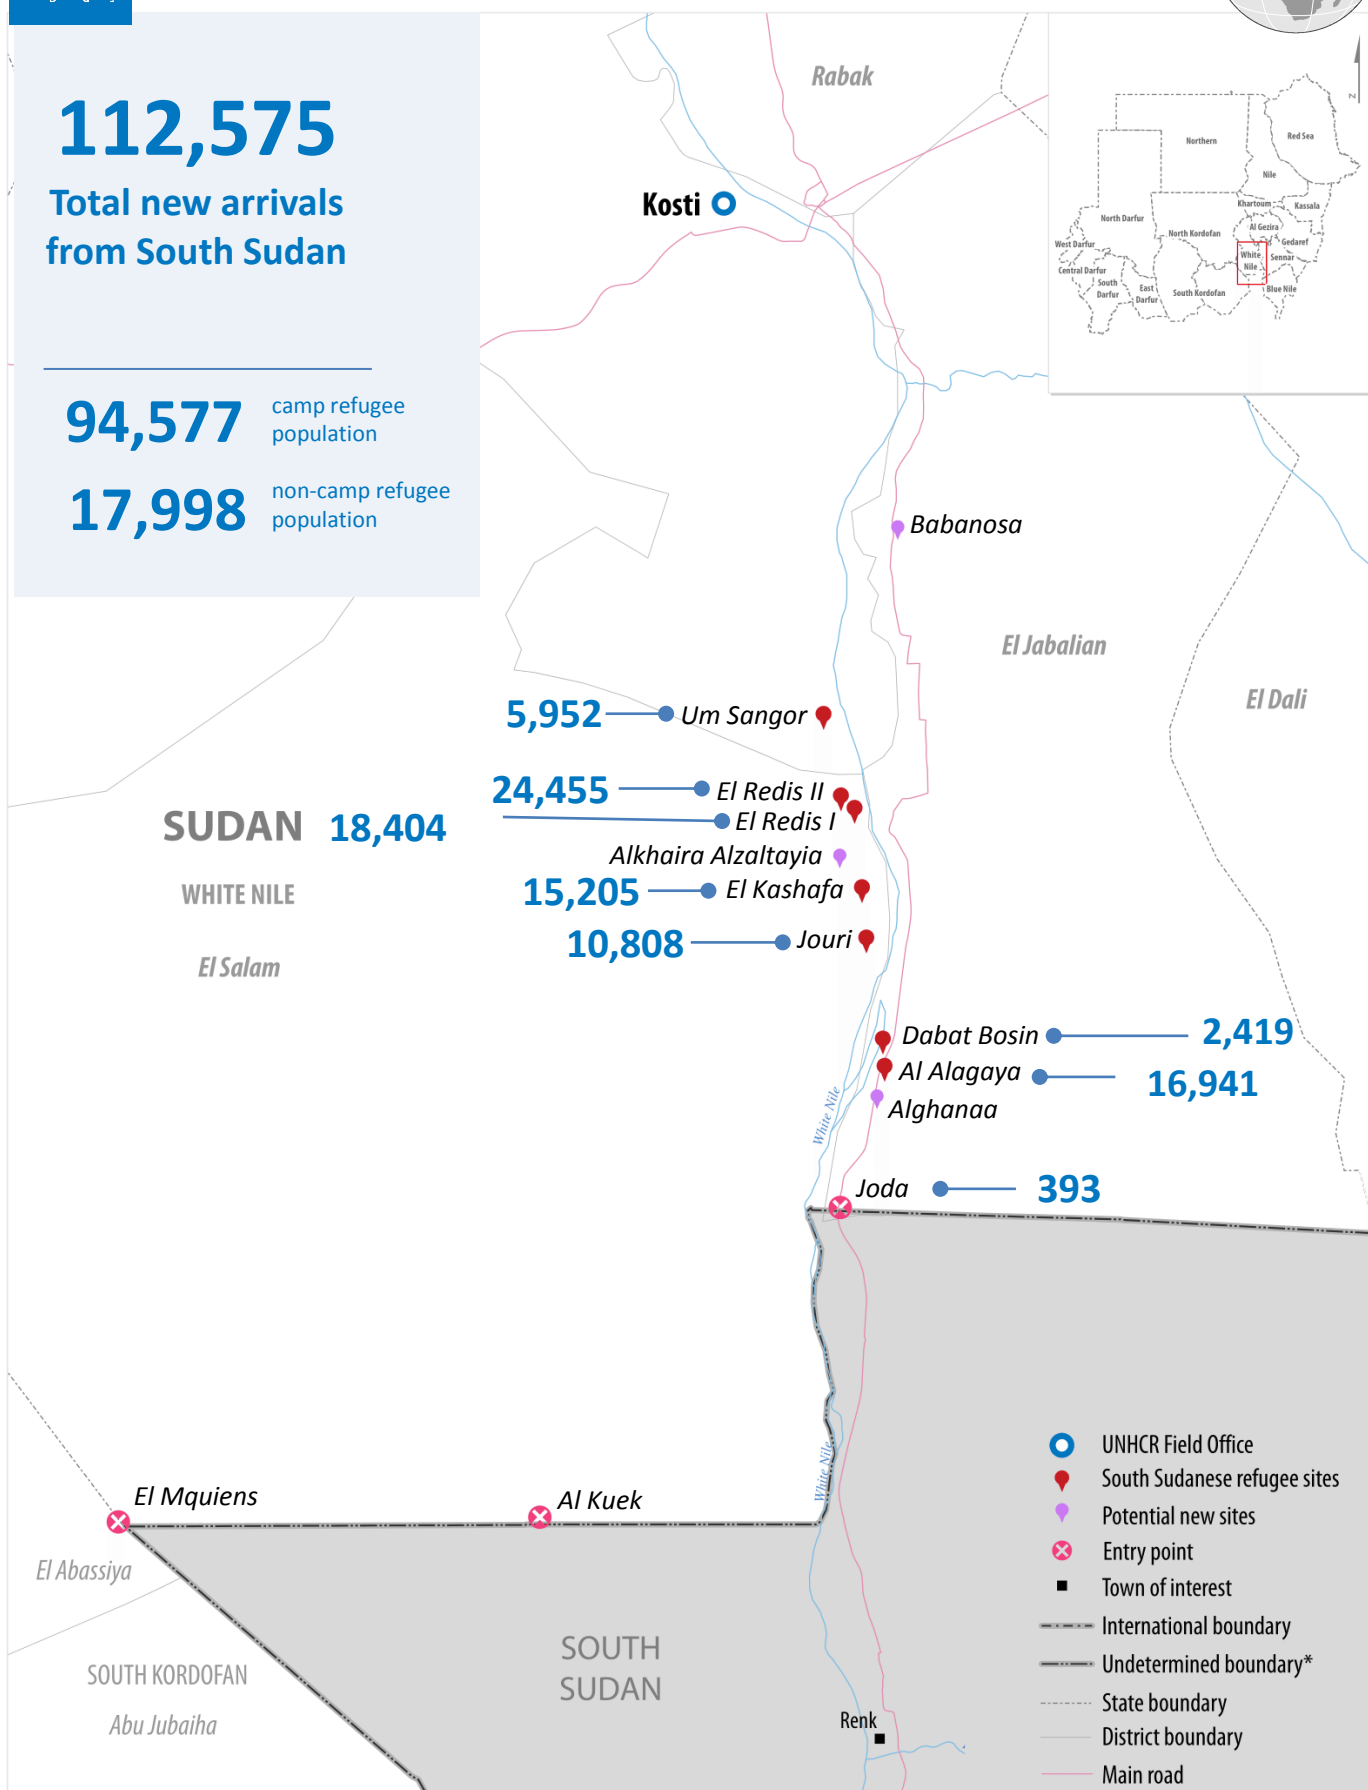 112,575
Total new arrivals
from South Sudan
94,577
camp refugee
population
17,998
non-camp refugee
population
Rabak
Kosti
Northern
Red Sea
Nile
Khartoum
Kassala
North Darfur
Al Gezira
North Kordofan
Gedaref
West Darfur
White
Nile
Sennar
Central Darfur
South
Darfur
East
Darfur
South Kordofan
Blue Nile
N
Babanosa
El Jabalian
El Dali
5,952
Um Sangor
24,455
El Redis II
SUDAN
18,404
El Redis I
Alkhaira Alzaltayia
WHITE NILE
15,205
El Kashafa
10,808
Jouri
El Salam
Dabat Bosin
2,419
Al Alagaya
16,941
Alghanaa
White Nile
Joda
393
White Nile
El Mquiens
Al Kuek
El Abassiya
SOUTH
SUDAN
SOUTH KORDOFAN
Abu Jubaiha
Renk
UNHCR Field Office
South Sudanese refugee sites
Potential new sites
Entry point
Town of interest
International boundary
Undetermined boundary*
State boundary
District boundary
Main road